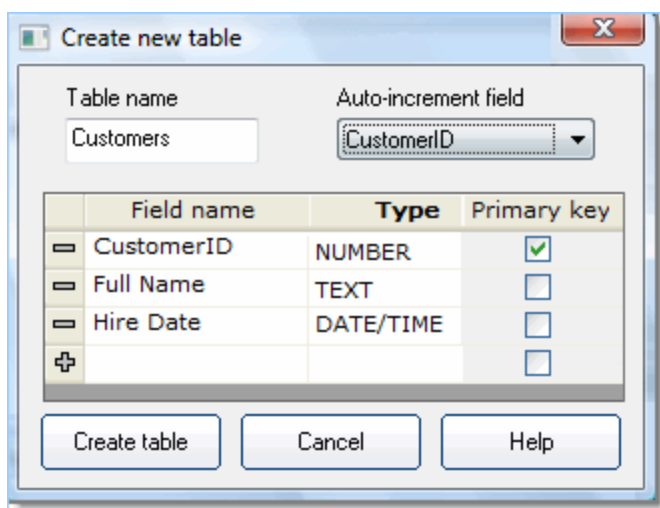 Create new table
Table name Auto-increment field
Customers CustomerID
Field name Type Primary key
CustomerID NUMBER
Full Name TEXT
Hire Date DATE/TIME
Create table Cancel Help